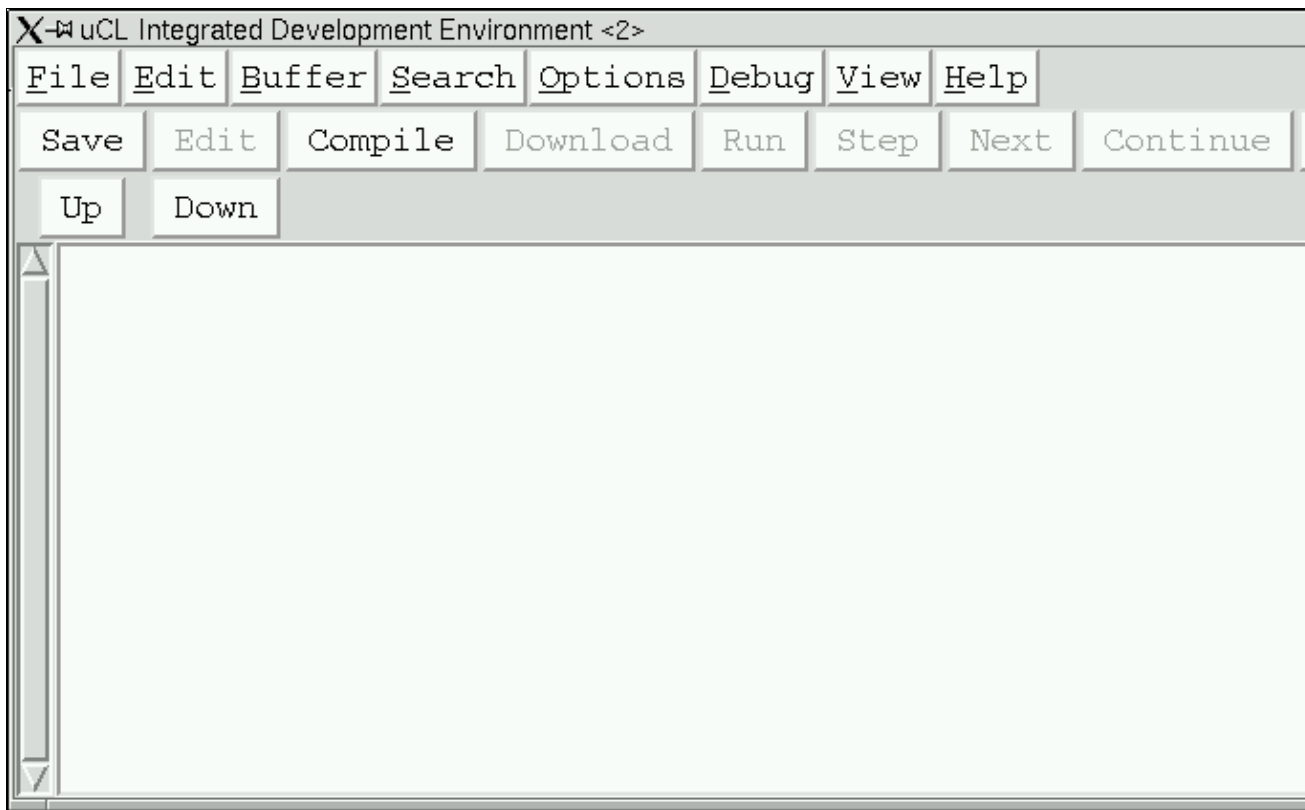 uCL Integrated Development Environment <2>
File Edit Buffer Search Options Debug View Help
Save Edit Compile Download Run Step Next Continue
Up Down